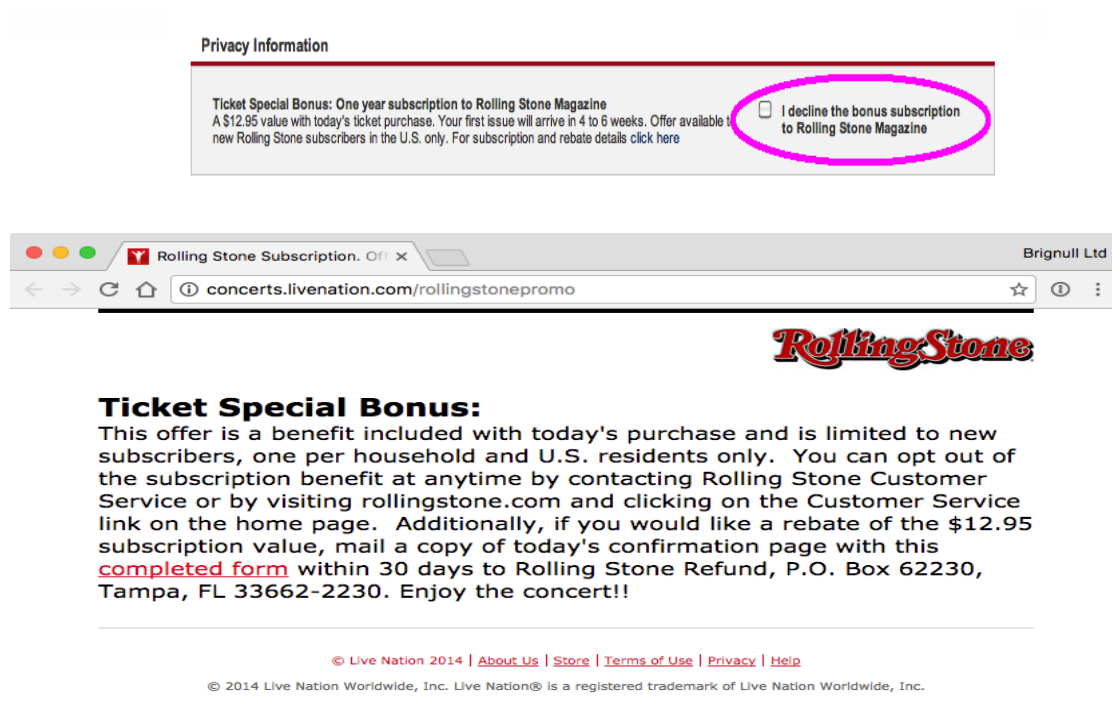 Privacy Information
Ticket Special Bonus: One year subscription to Rolling Stone Magazine
A $12.95 value with today's ticket purchase. Your first issue will arrive in 4 to 6 weeks. Offer available t
new Rolling Stone subscribers in the U.S. only. For subscription and rebate details click here
I decline the bonus subscription
to Rolling Stone Magazine
Rolling Stone Subscription. Of
Brignull Ltd
concerts.livenation.com/rollingstonepromo
RollingStone
Ticket Special Bonus:
This offer is a benefit included with today's purchase and is limited to new
subscribers, one per household and U.S. residents only.  You can opt out of
the subscription benefit at anytime by contacting Rolling Stone Customer
Service or by visiting rollingstone.com and clicking on the Customer Service
link on the home page.  Additionally, if you would like a rebate of the $12.95
subscription value, mail a copy of today's confirmation page with this
completed form within 30 days to Rolling Stone Refund, P.O. Box 62230,
Tampa, FL 33662-2230. Enjoy the concert!!
© Live Nation 2014 | About Us | Store | Terms of Use | Privacy | Help
© 2014 Live Nation Worldwide, Inc. Live Nation® is a registered trademark of Live Nation Worldwide, Inc.